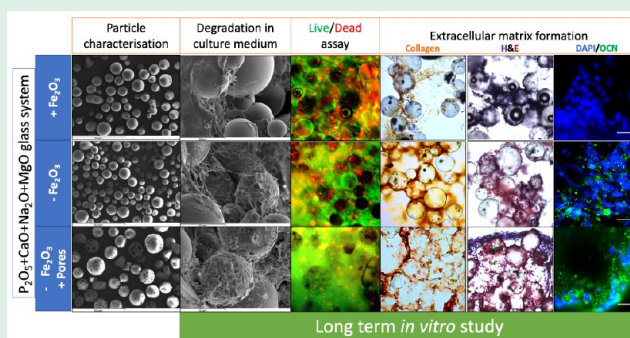 Particle
characterisation
Degradation in
culture medium
Live/Dead
assay
Extracellular matrix formation
Collagen
H&E
DAPI/OCN
P₂O₅+CaO+Na₂O+MgO glass system
+ Fe₂O₃
- Fe₂O₃
- Fe₂O₃
+ Pores
Long term in vitro study